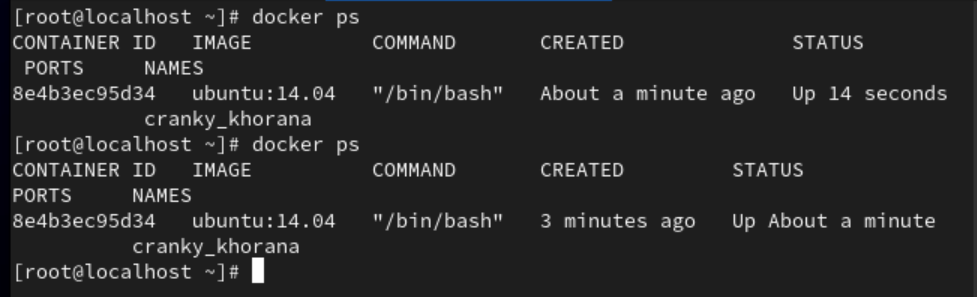 [root@localhost ~]# docker ps
CONTAINER ID   IMAGE          COMMAND       CREATED              STATUS
 PORTS     NAMES
8e4b3ec95d34   ubuntu:14.04   "/bin/bash"   About a minute ago   Up 14 seconds
           cranky_khorana
[root@localhost ~]# docker ps
CONTAINER ID   IMAGE          COMMAND       CREATED         STATUS
PORTS     NAMES
8e4b3ec95d34   ubuntu:14.04   "/bin/bash"   3 minutes ago   Up About a minute
          cranky_khorana
[root@localhost ~]#